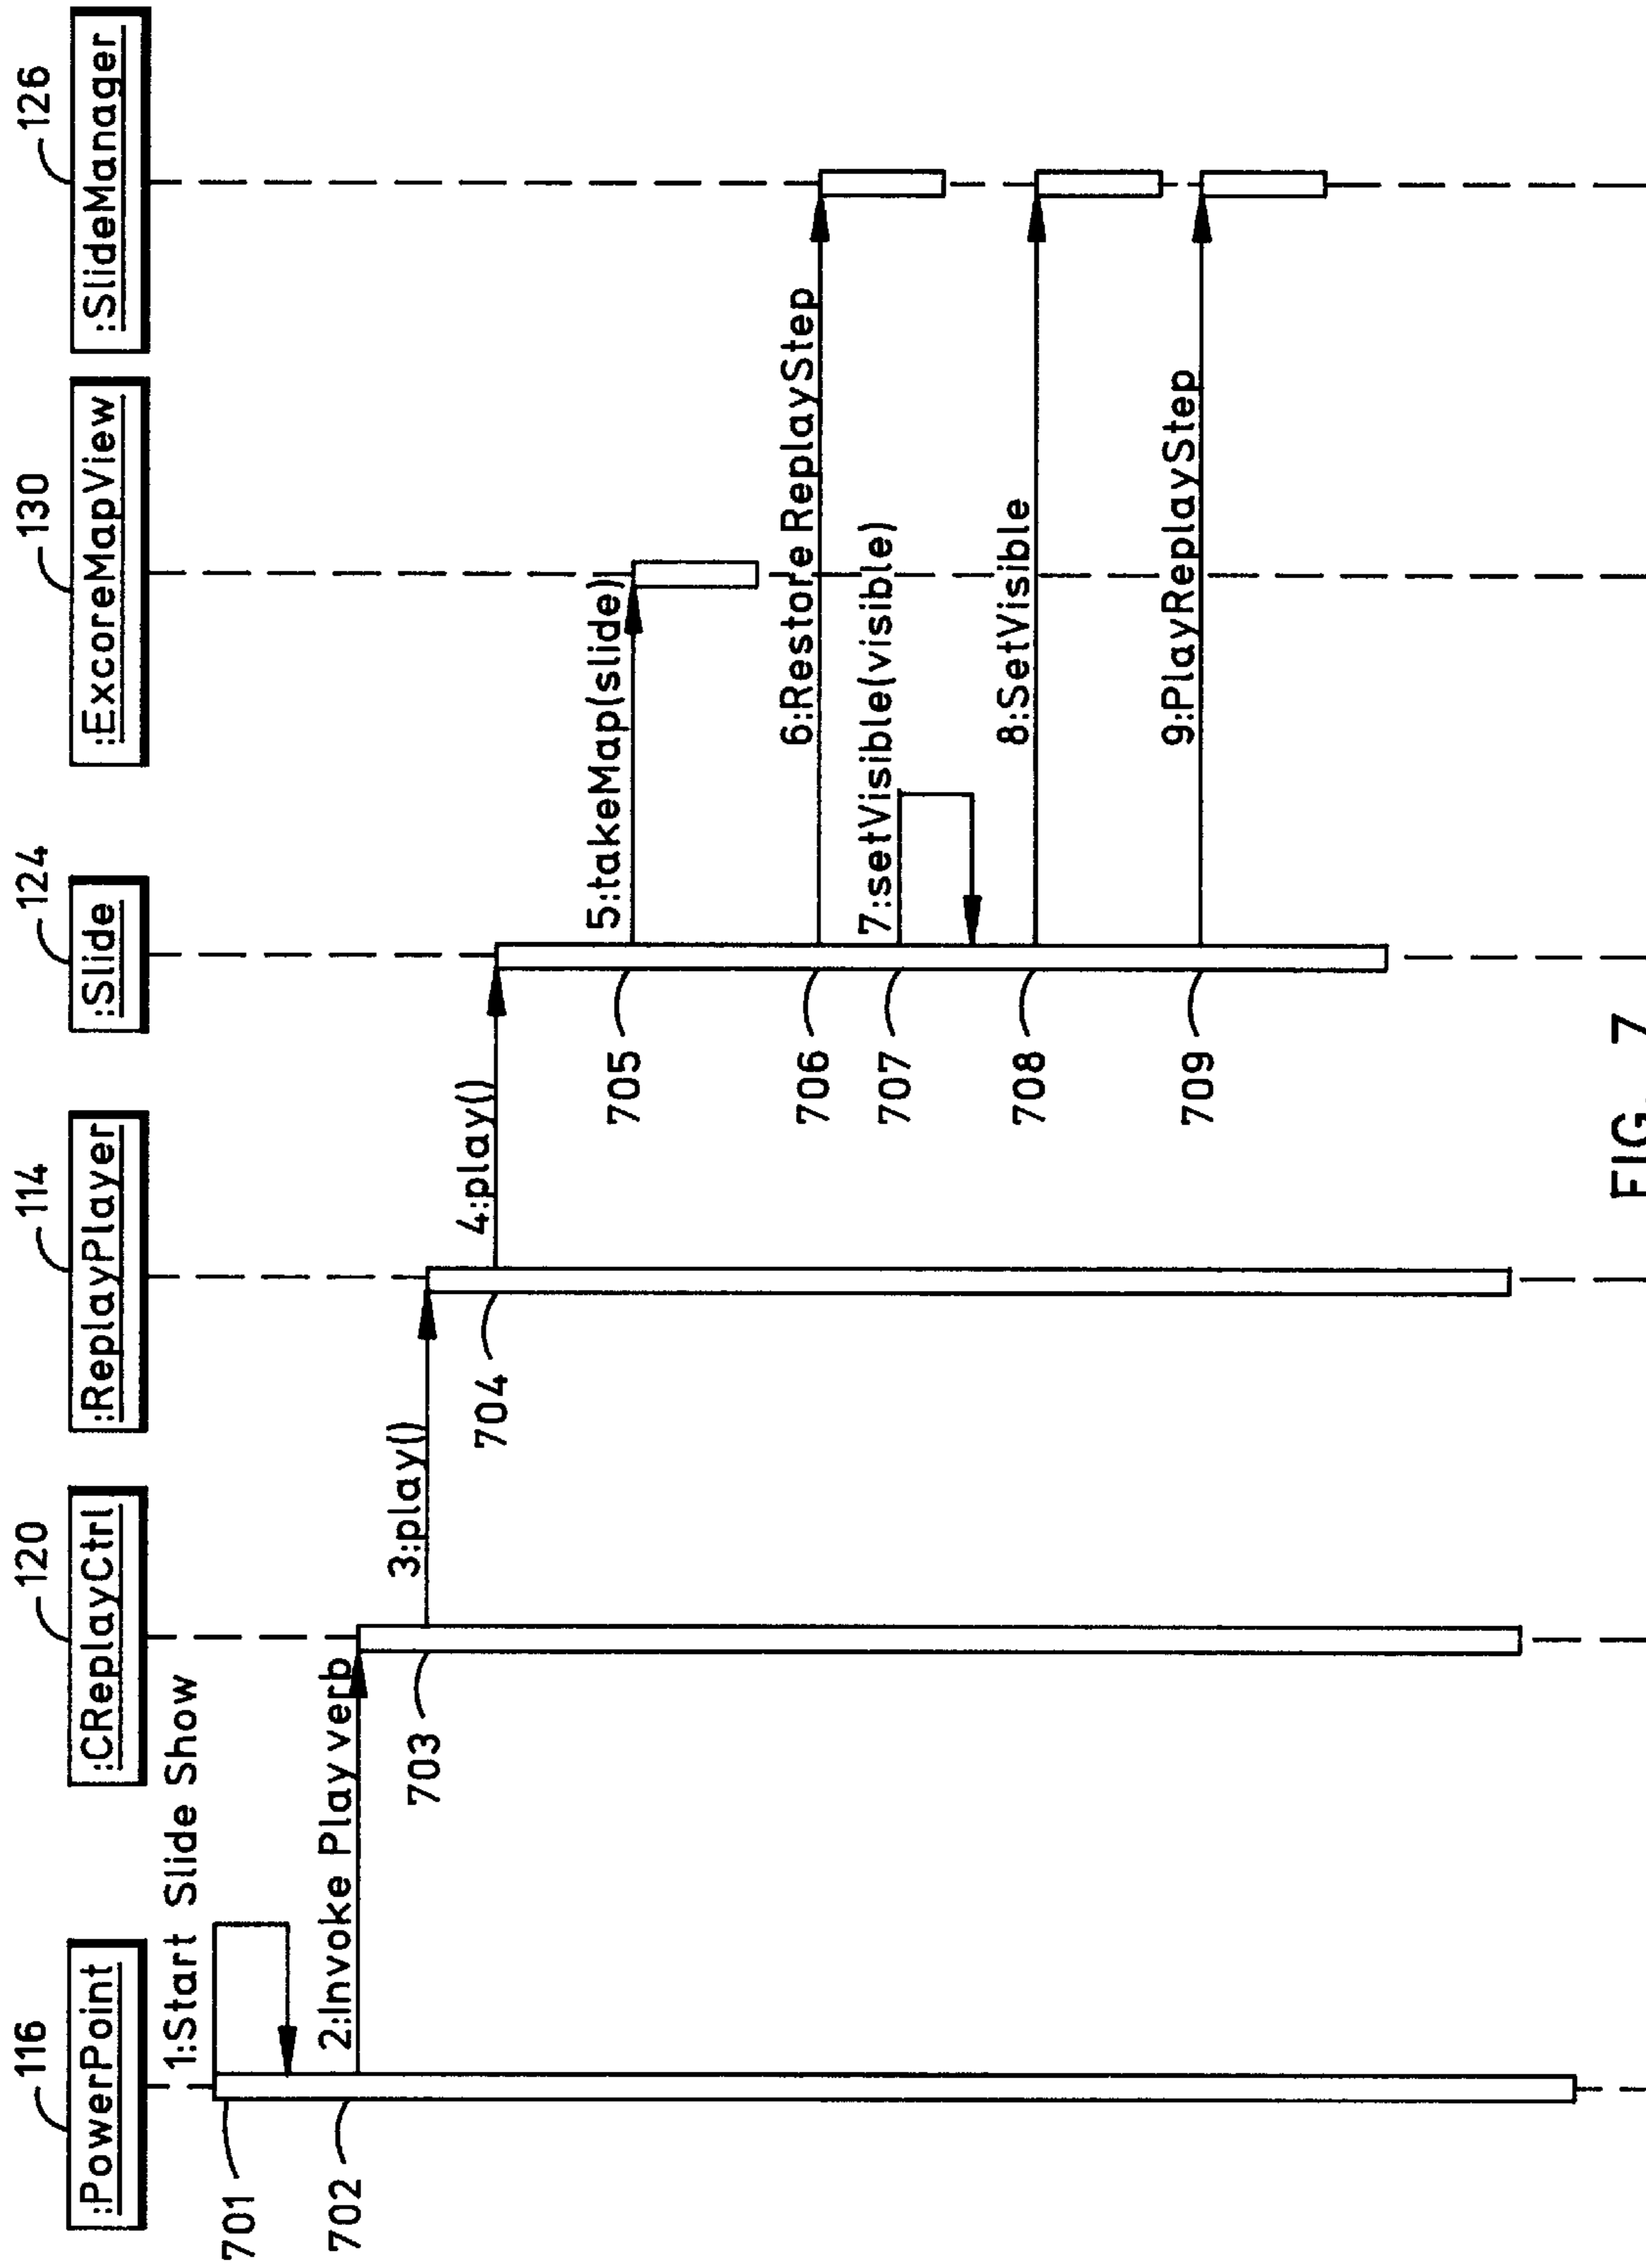 116
120
114
124
130
126
:PowerPoint
:CReplayCtrl
:ReplayPlayer
:Slide
:ExcoreMapView
:SlideManager
1:Start Slide Show
701
2:Invoke Play verb
702
3:play()
703
4:play()
704
5:takeMap(slide)
705
6:Restore ReplayStep
706
7:setVisible(visible)
707
8:SetVisible
708
9:PlayReplayStep
709
FIG. 7